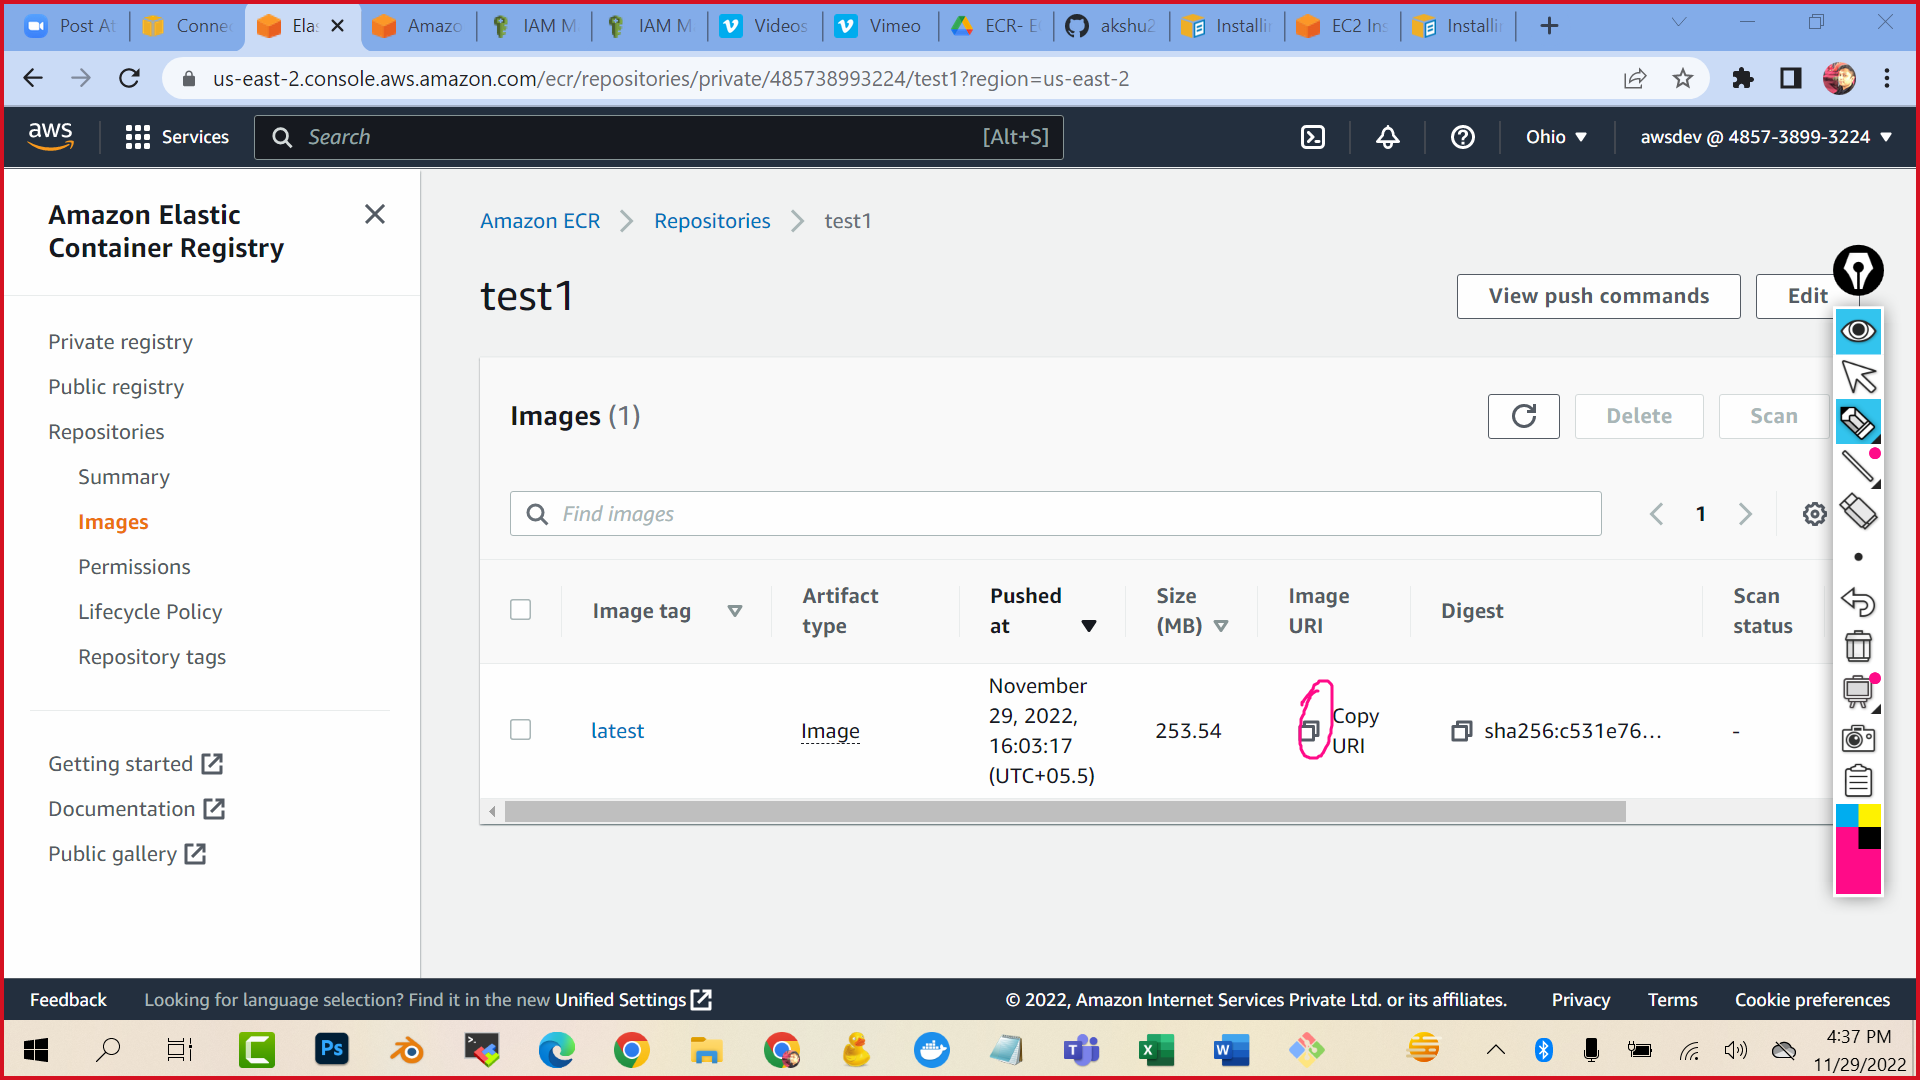 Post At
Conne
Elas
Amazo
IAM M
IAM M
Videos
Vimeo
ECR- E
akshu2
Installi
EC2 Ins
Installi
us-east-2.console.aws.amazon.com/ecr/repositories/private/485738993224/test1?region=us-east-2
aws
Services
Search
[Alt+S]
Ohio
awsdev @ 4857-3899-3224
Amazon Elastic
Container Registry
Private registry
Public registry
Repositories
Summary
Images
Permissions
Lifecycle Policy
Repository tags
Getting started
Documentation
Public gallery
Amazon ECR
Repositories
test1
test1
View push commands
Edit
Images (1)
Delete
Scan
Find images
1
Image tag
Artifact
type
Pushed
at
Size
(MB)
Image
URI
Digest
Scan
status
latest
Image
November
29, 2022,
16:03:17
(UTC+05.5)
253.54
Copy
URI
sha256:c531e76...
-
Feedback
Looking for language selection? Find it in the new Unified Settings
© 2022, Amazon Internet Services Private Ltd. or its affiliates.
Privacy
Terms
Cookie preferences
Ps
4:37 PM
11/29/2022